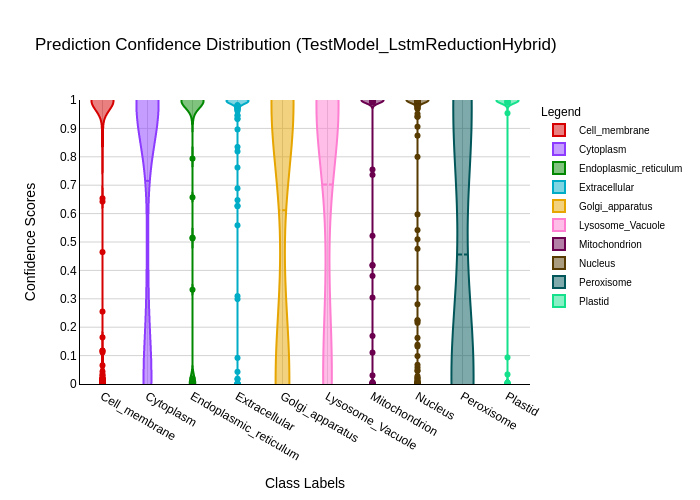 Prediction Confidence Distribution (TestModel_LstmReductionHybrid)
Confidence Scores
1
0.9
0.8
0.7
0.6
0.5
0.4
0.3
0.2
0.1
0
Cell_membrane
Cytoplasm
Endoplasmic_reticulum
Extracellular
Golgi_apparatus
Lysosome_Vacuole
Mitochondrion
Nucleus
Peroxisome
Plastid
Class Labels
Legend
Cell_membrane
Cytoplasm
Endoplasmic_reticulum
Extracellular
Golgi_apparatus
Lysosome_Vacuole
Mitochondrion
Nucleus
Peroxisome
Plastid